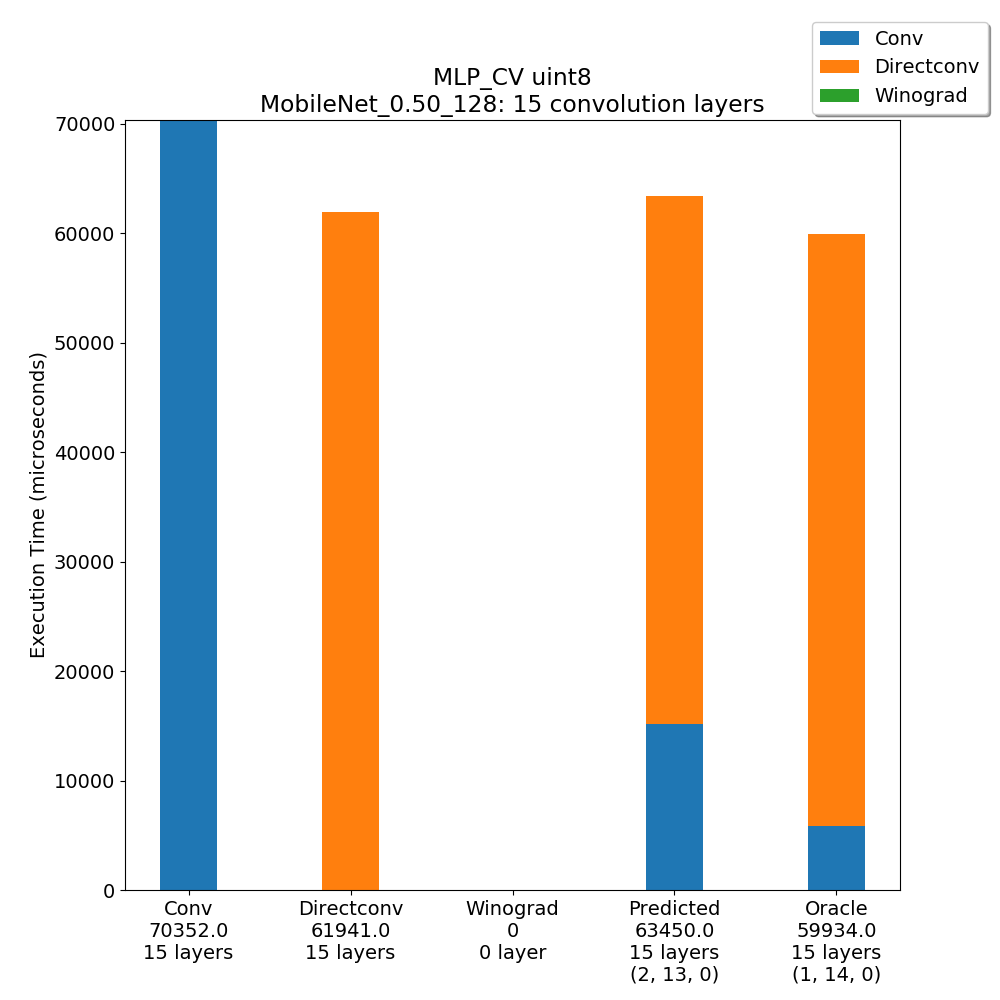 Conv
Directconv
Winograd
MLP_CV uint8
MobileNet_0.50_128: 15 convolution layers
Execution Time (microseconds)
70000
60000
50000
40000
30000
20000
10000
0
Conv
70352.0
15 layers
Directconv
61941.0
15 layers
Winograd
0
0 layer
Predicted
63450.0
15 layers
(2, 13, 0)
Oracle
59934.0
15 layers
(1, 14, 0)